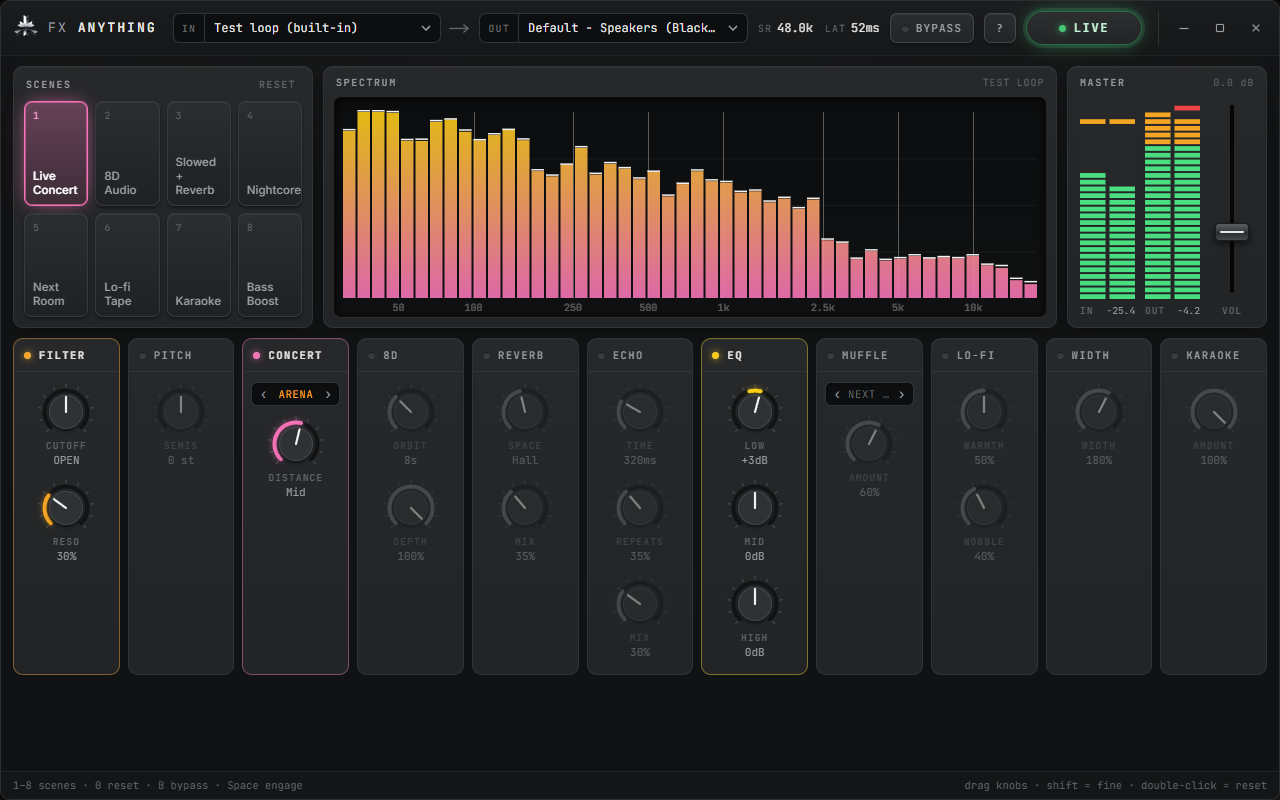 FX ANYTHING
IN Test loop (built-in)
OUT Default - Speakers (Black…
SR 48.0k LAT 52ms
BYPASS
?
LIVE
SCENES RESET
1 Live Concert
2 8D Audio
3 Slowed + Reverb
4 Nightcore
5 Next Room
6 Lo-fi Tape
7 Karaoke
8 Bass Boost
SPECTRUM TEST LOOP
50 100 250 500 1k 2.5k 5k 10k
MASTER 0.0 dB
IN -25.4 OUT -4.2 VOL
FILTER
CUTOFF
OPEN
RESO
30%
PITCH
SEMIS
0 st
CONCERT
‹ ARENA ›
DISTANCE
Mid
8D
ORBIT
8s
DEPTH
100%
REVERB
SPACE
Hall
MIX
35%
ECHO
TIME
320ms
REPEATS
35%
MIX
30%
EQ
LOW
+3dB
MID
0dB
HIGH
0dB
MUFFLE
‹ NEXT … ›
AMOUNT
60%
LO-FI
WARMTH
50%
WOBBLE
40%
WIDTH
WIDTH
180%
KARAOKE
AMOUNT
100%
1–8 scenes · 0 reset · B bypass · Space engage
drag knobs · shift = fine · double-click = reset